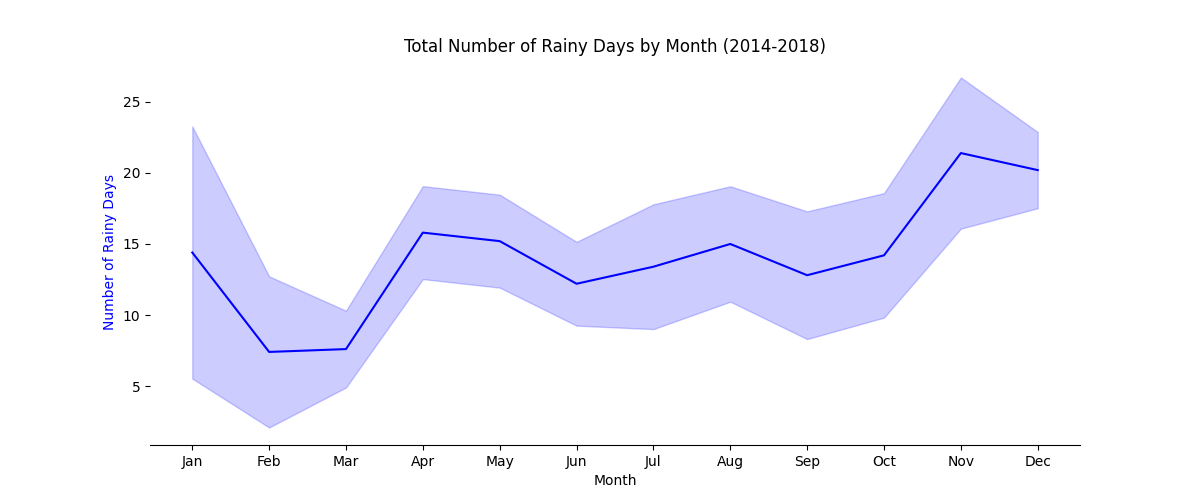 Total Number of Rainy Days by Month (2014-2018)
Number of Rainy Days
25
20
15
10
5
Jan Feb Mar Apr May Jun Jul Aug Sep Oct Nov Dec
Month